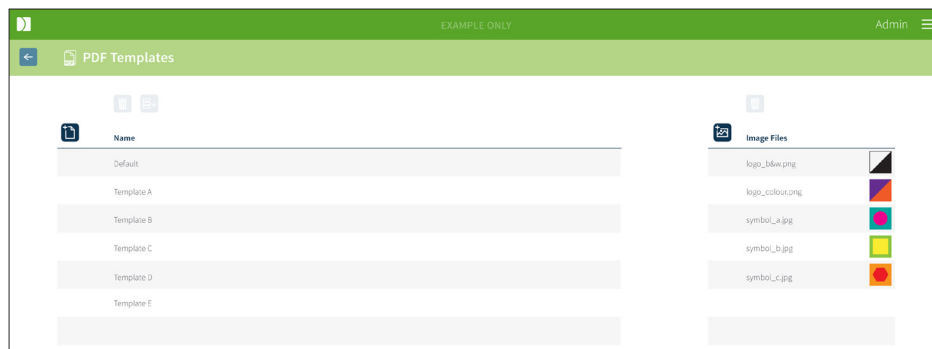 EXAMPLE ONLY
Admin
PDF Templates
Name
Default
Template A
Template B
Template C
Template D
Template E
Image Files
logo_b&w.png
logo_colour.png
symbol_a.jpg
symbol_b.jpg
symbol_c.jpg